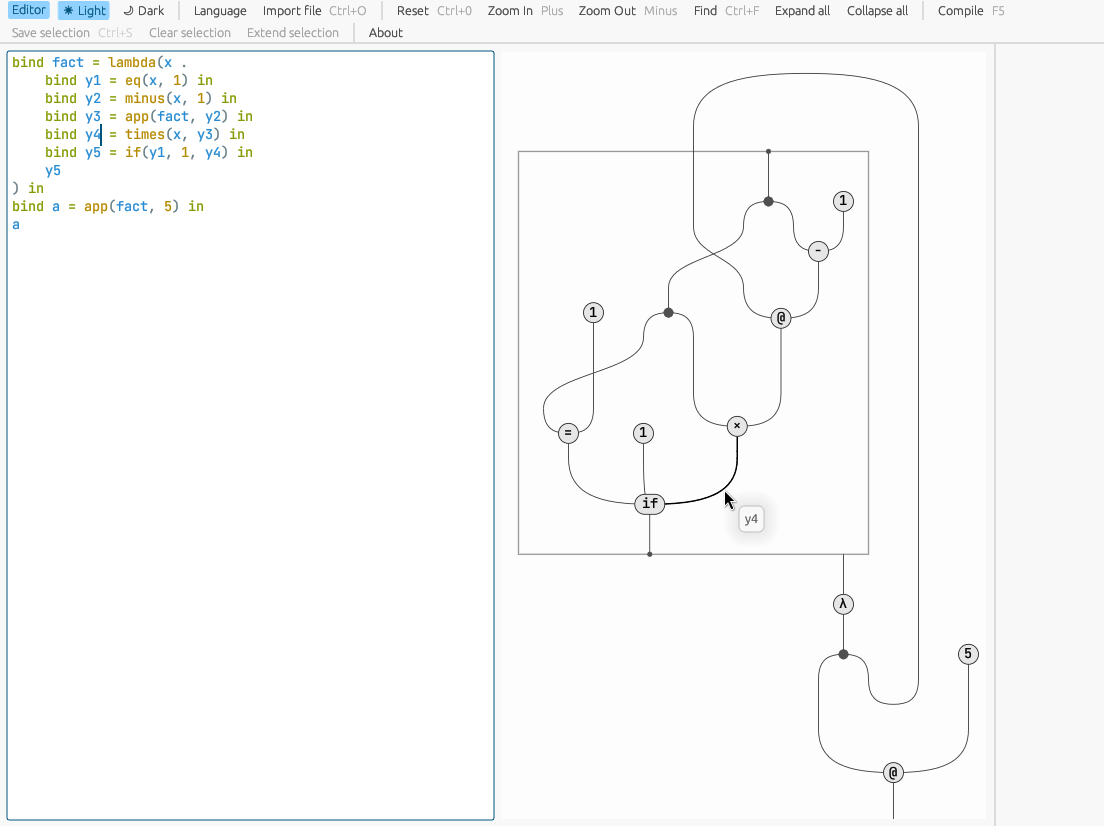 Editor ☀ Light 🌙 Dark Language Import file Ctrl+O Reset Ctrl+0 Zoom In Plus Zoom Out Minus Find Ctrl+F Expand all Collapse all Compile F5
Save selection Ctrl+S Clear selection Extend selection About
bind fact = lambda(x .
    bind y1 = eq(x, 1) in
    bind y2 = minus(x, 1) in
    bind y3 = app(fact, y2) in
    bind y4 = times(x, y3) in
    bind y5 = if(y1, 1, y4) in
    y5
) in
bind a = app(fact, 5) in
a
1
-
1
@
×
=
1
if
y4
λ
5
@